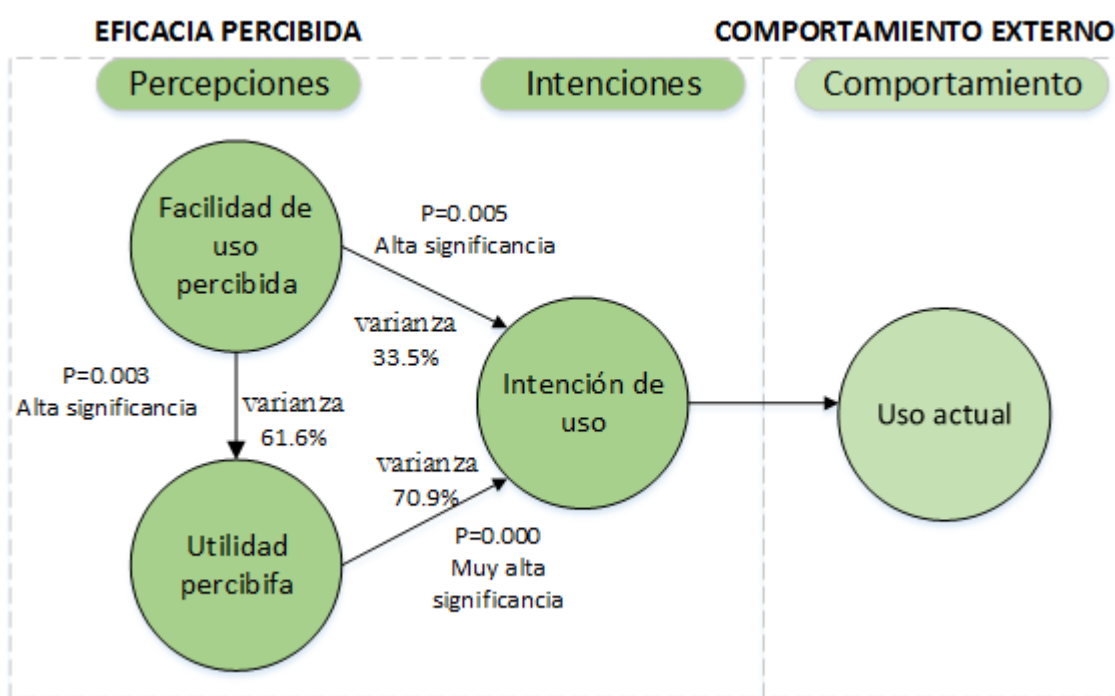 EFICACIA PERCIBIDA
COMPORTAMIENTO EXTERNO
Percepciones
Intenciones
Comportamiento
Facilidad de
uso
percibida
P=0.005
Alta significancia
varianza
33.5%
P=0.003
Alta significancia
varianza
61.6%
Intención de
uso
Uso actual
varianza
70.9%
P=0.000
Muy alta
significancia
Utilidad
percibifa